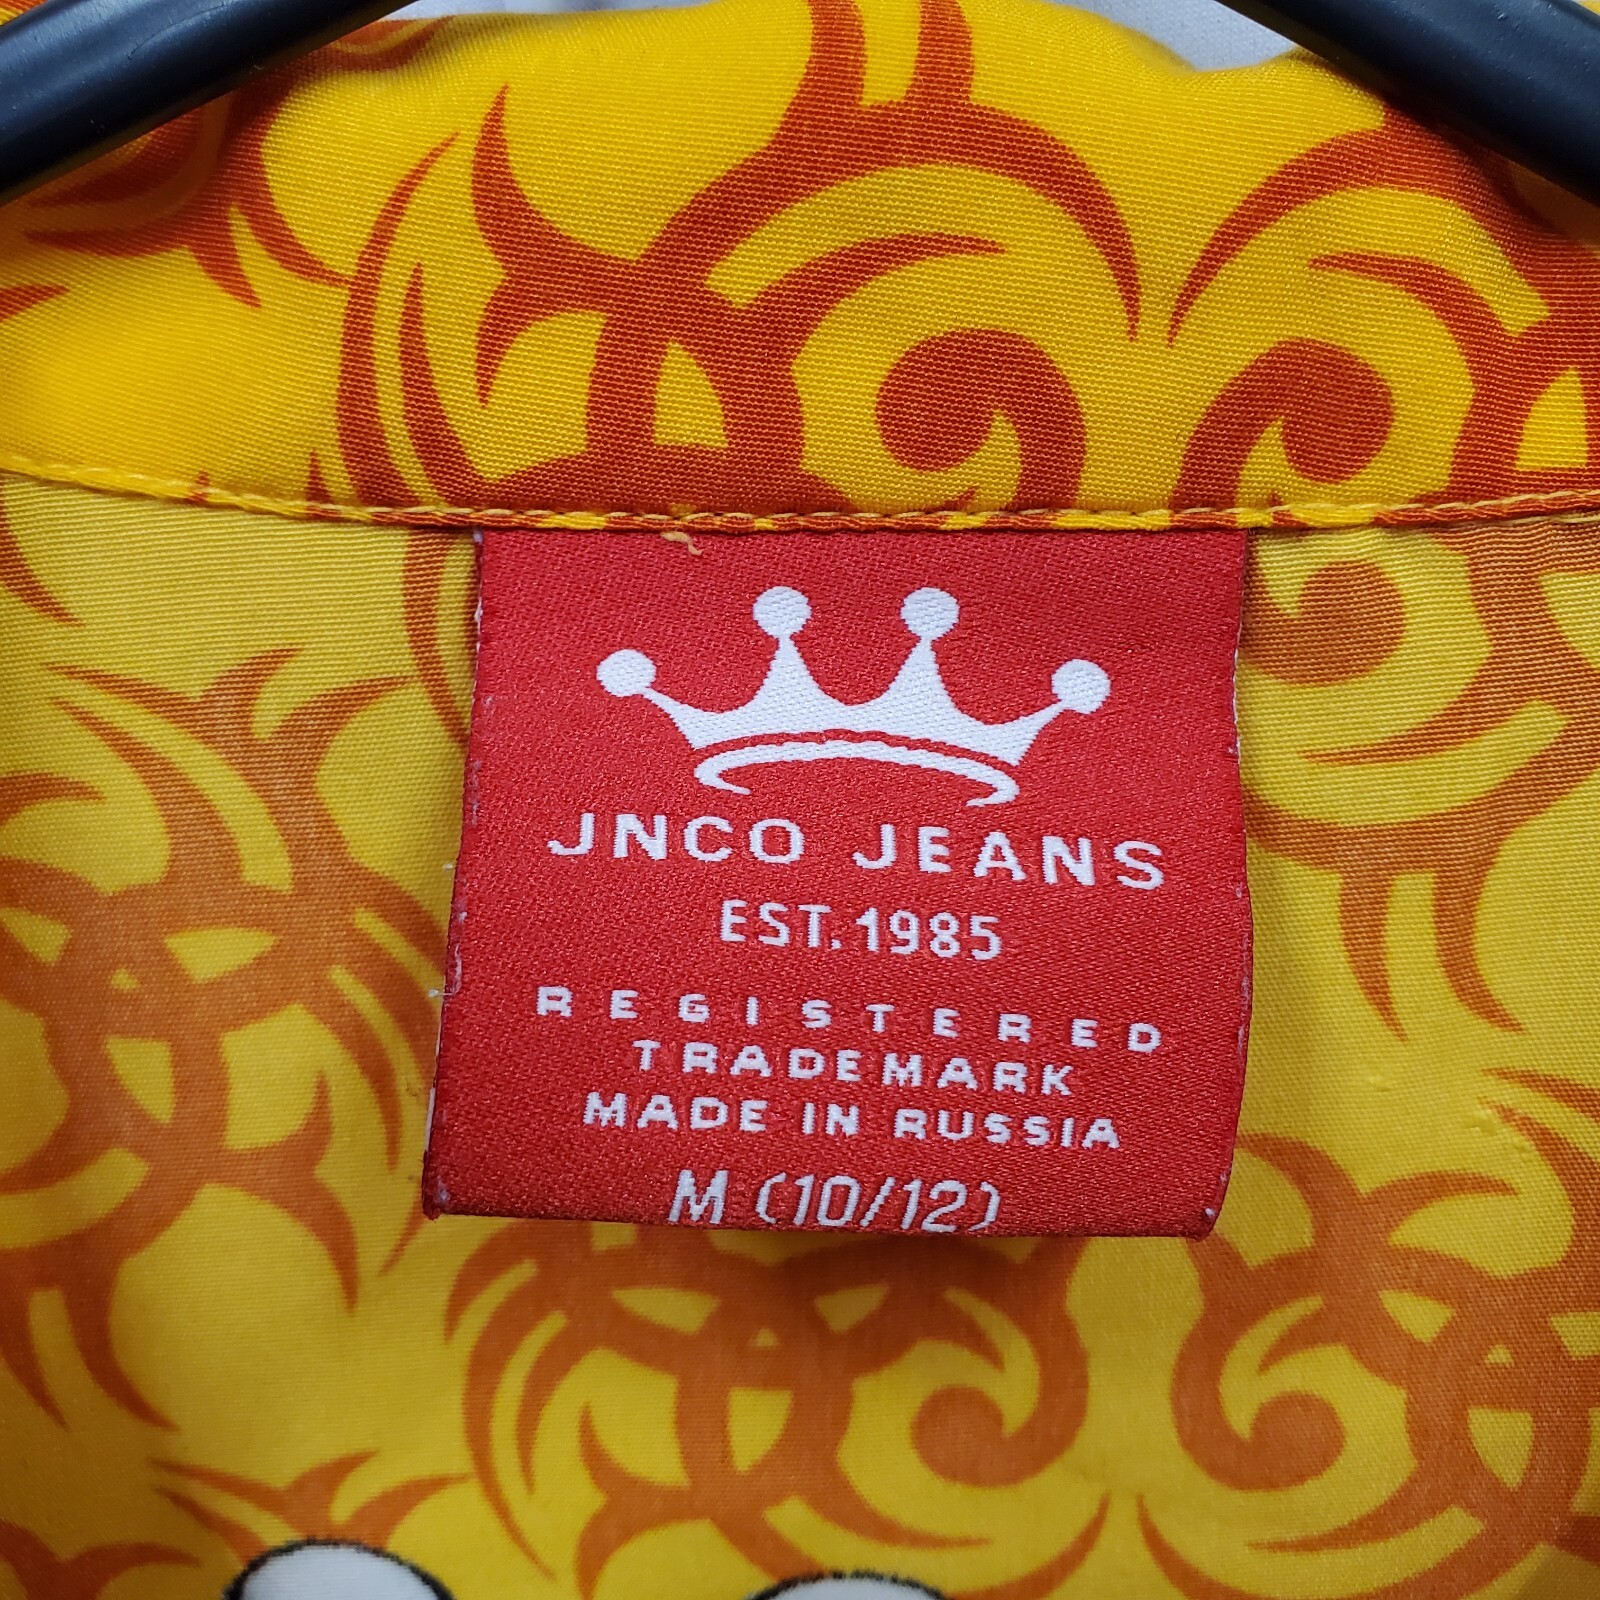 JNCO JEANS
EST.1985
REGISTERED
TRADEMARK
MADE IN RUSSIA
M (10/12)